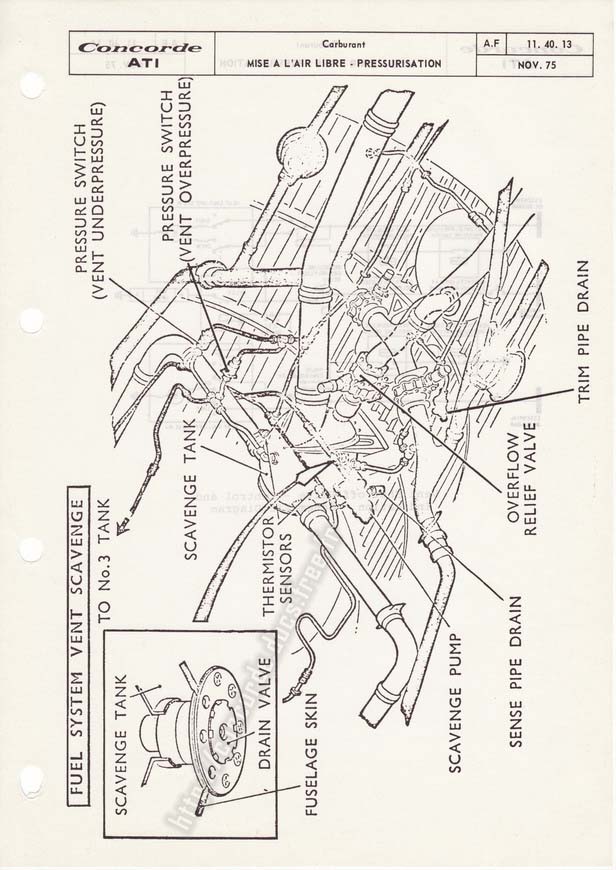 Concorde
ATI
Carburant
MISE A L'AIR LIBRE - PRESSURISATION
A.F
11. 40. 13
NOV. 75
FUEL SYSTEM VENT SCAVENGE
TO No.3 TANK
PRESSURE SWITCH
(VENT UNDERPRESSURE)
PRESSURE SWITCH
(VENT OVERPRESSURE)
SCAVENGE TANK
THERMISTOR
SENSORS
TRIM PIPE DRAIN
OVERFLOW
RELIEF VALVE
SENSE PIPE DRAIN
SCAVENGE PUMP
SCAVENGE TANK
DRAIN VALVE
FUSELAGE SKIN